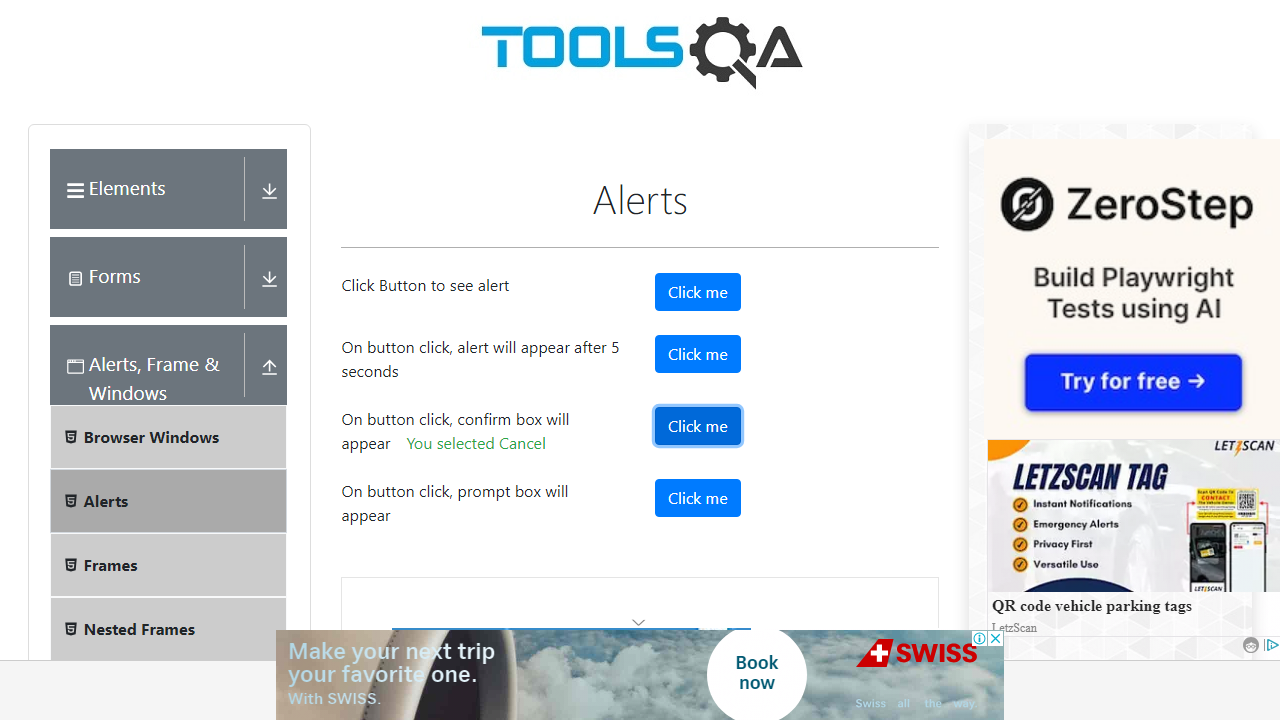 TOOLSQA
Elements
Forms
Alerts, Frame &
Windows
Browser Windows
Alerts
Frames
Nested Frames
Alerts
Click Button to see alert
Click me
On button click, alert will appear after 5
seconds
Click me
On button click, confirm box will
appear You selected Cancel
Click me
On button click, prompt box will
appear
Click me
ZeroStep
Build Playwright
Tests using AI
Try for free →
LETZSCAN
LETZSCAN TAG
Instant Notifications
Emergency Alerts
Privacy First
Versatile Use
QR code vehicle parking tags
LetzScan
Make your next trip
your favorite one.
With SWISS.
Book
now
SWISS
Swiss all the way.